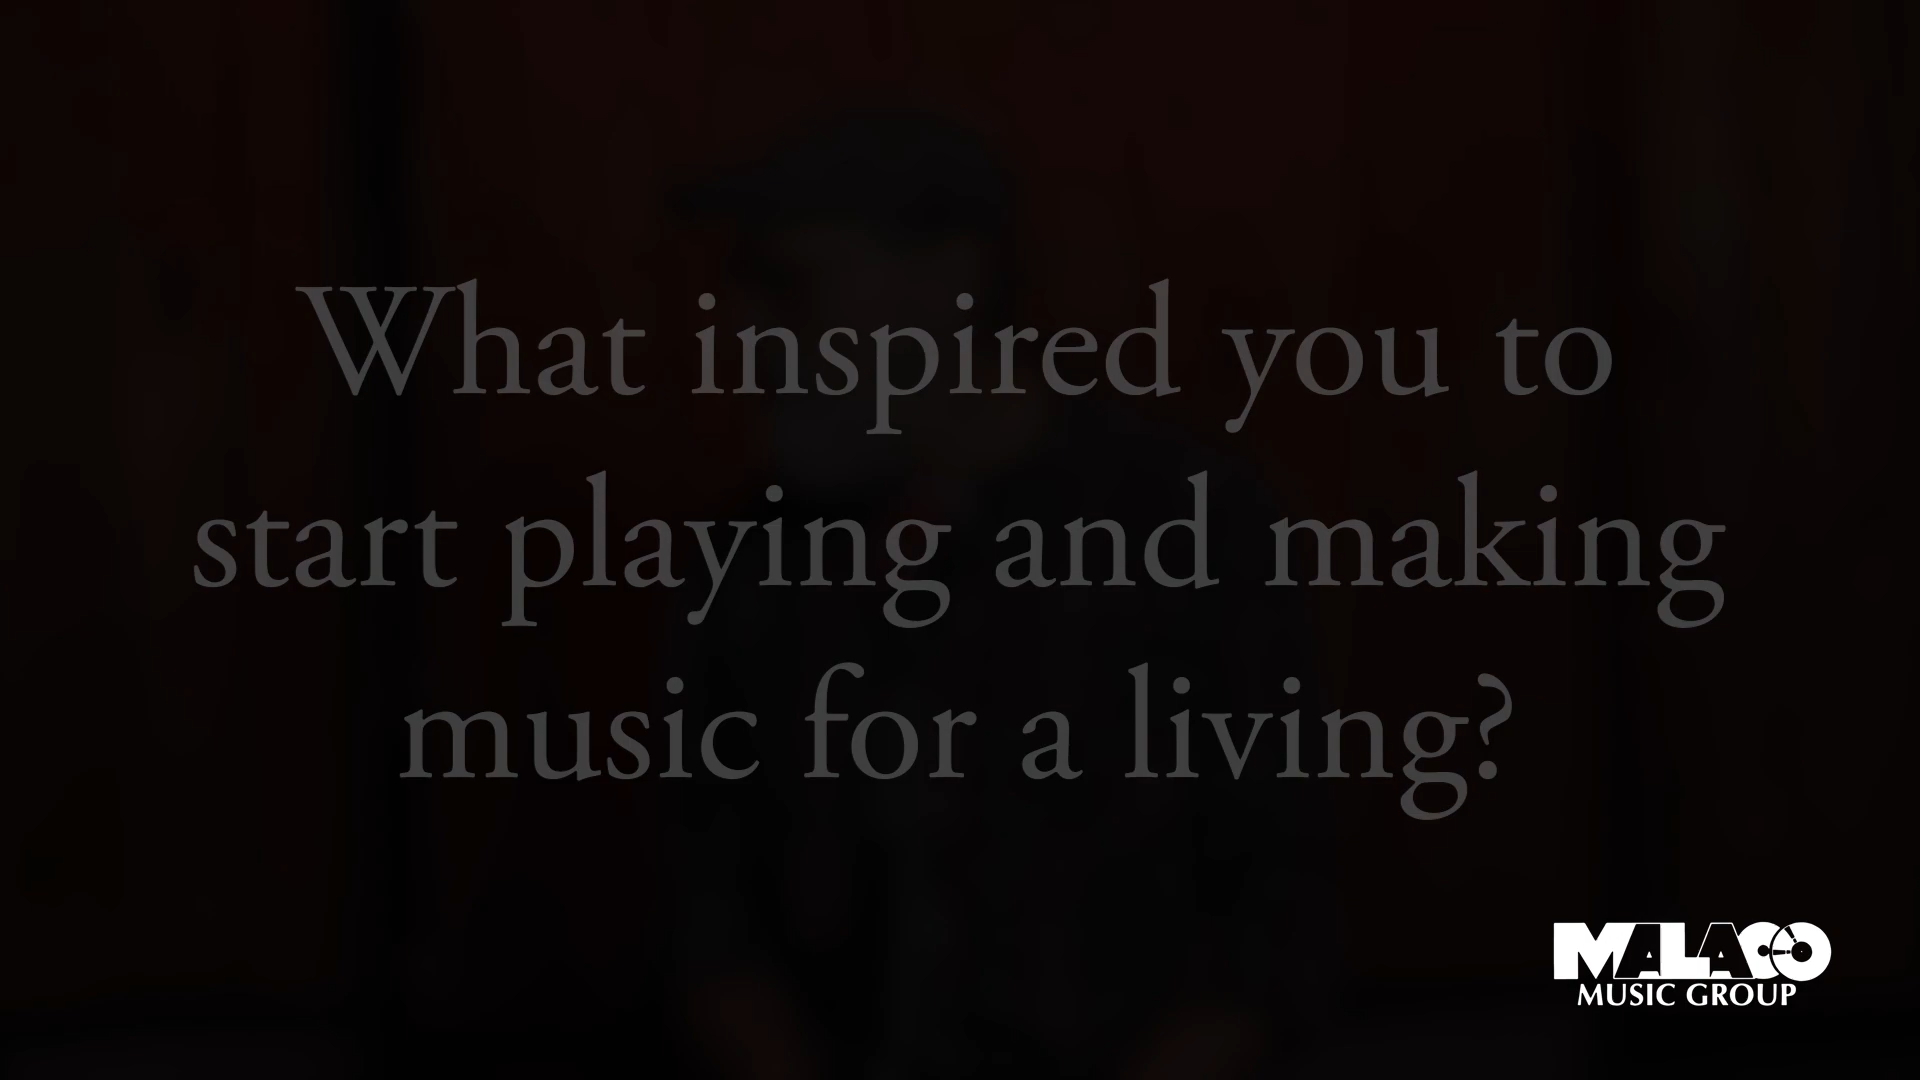 What inspired you to
start playing and making
music for a living?
MALACO
MUSIC GROUP